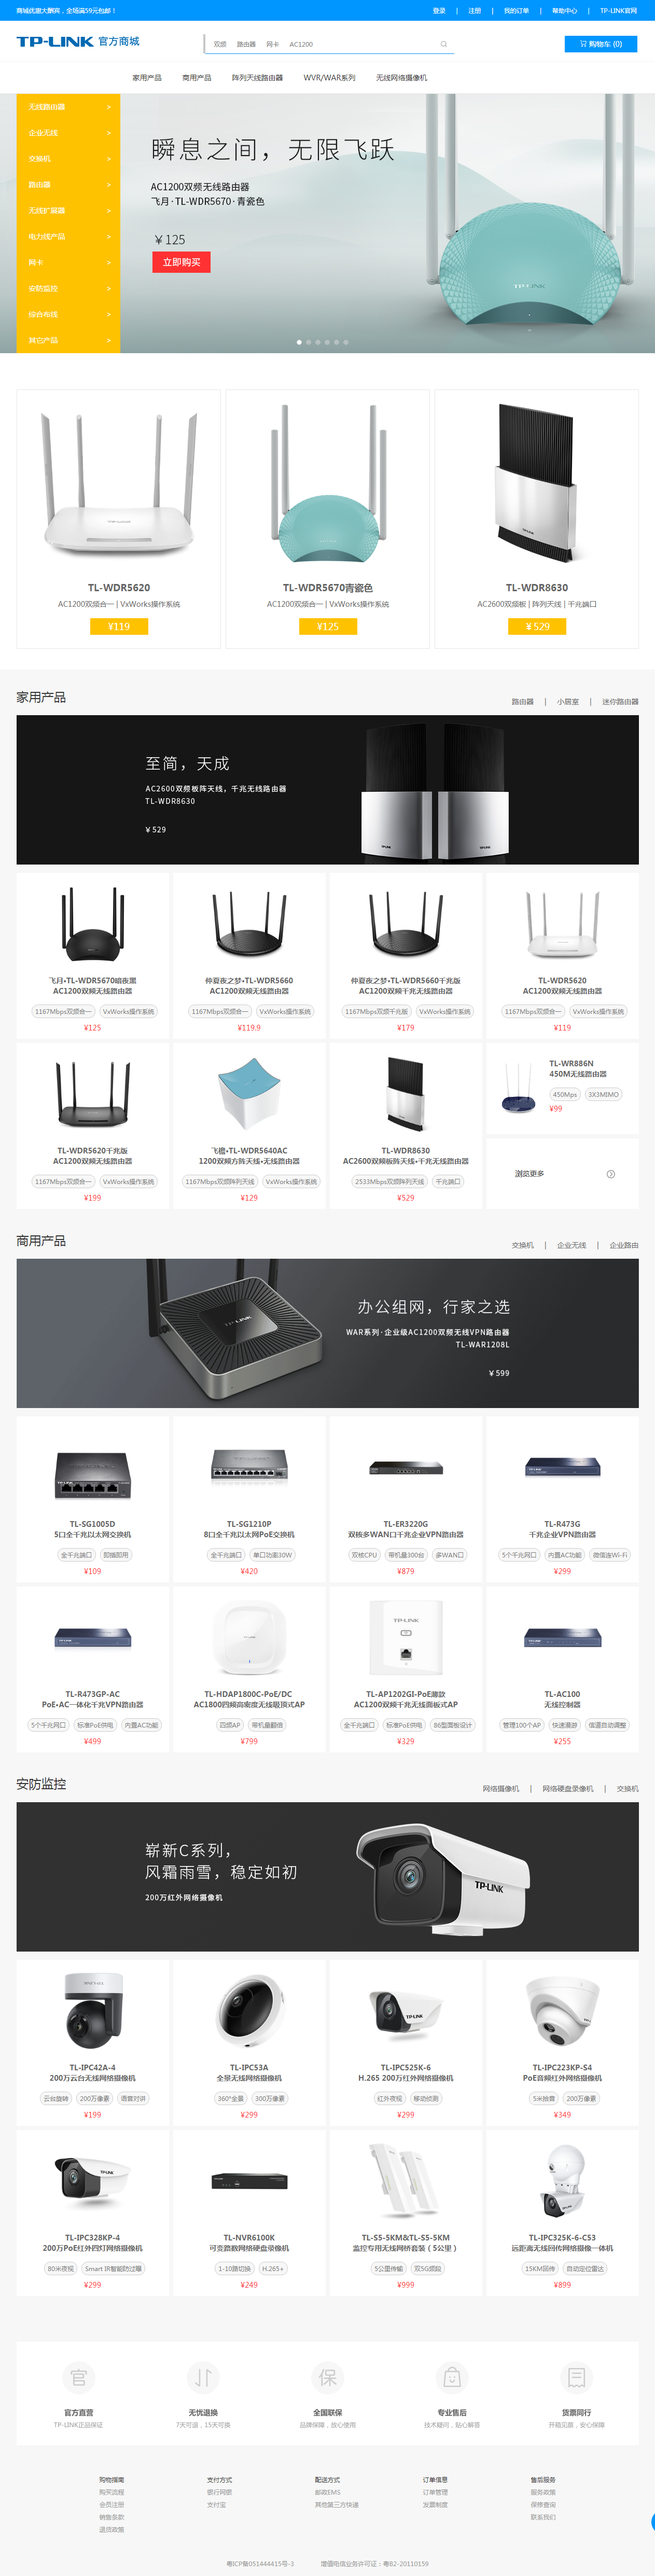 商城优惠大酬宾，全场满59元包邮！
登录 | 注册 | 我的订单 | 帮助中心 | TP-LINK官网
TP-LINK 官方商城
双频 路由器 网卡 AC1200
购物车 (0)
家用产品 商用产品 阵列天线路由器 WVR/WAR系列 无线网络摄像机
无线路由器 >
企业无线 >
交换机 >
路由器 >
无线扩展器 >
电力线产品 >
网卡 >
安防监控 >
综合布线 >
其它产品 >
瞬息之间，无限飞跃
AC1200双频无线路由器
飞月·TL-WDR5670·青瓷色
￥125
立即购买
TP-LINK
TL-WDR5620
AC1200双频合一 | VxWorks操作系统
¥119
TL-WDR5670青瓷色
AC1200双频合一 | VxWorks操作系统
¥125
TL-WDR8630
AC2600双频板 | 阵列天线 | 千兆端口
￥529
家用产品
路由器 | 小居室 | 迷你路由器
至简，天成
AC2600双频板阵天线，千兆无线路由器
TL-WDR8630
￥529
飞月•TL-WDR5670暗夜黑
AC1200双频无线路由器
1167Mbps双频合一 VxWorks操作系统
¥125
仲夏夜之梦•TL-WDR5660
AC1200双频无线路由器
1167Mbps双频合一 VxWorks操作系统
¥119.9
仲夏夜之梦•TL-WDR5660千兆版
AC1200双频千兆无线路由器
1167Mbps双频千兆版 VxWorks操作系统
¥179
TL-WDR5620
AC1200双频无线路由器
1167Mbps双频合一 VxWorks操作系统
¥119
TL-WDR5620千兆版
AC1200双频无线路由器
1167Mbps双频合一 VxWorks操作系统
¥199
飞檐•TL-WDR5640AC
1200双频方阵天线•无线路由器
1167Mbps双频阵列天线 VxWorks操作系统
¥129
TL-WDR8630
AC2600双频板阵天线•千兆无线路由器
2533Mbps双频阵列天线 千兆端口
¥529
TL-WR886N
450M无线路由器
450Mps 3X3MIMO
¥99
浏览更多
商用产品
交换机 | 企业无线 | 企业路由
办公组网，行家之选
WAR系列·企业级AC1200双频无线VPN路由器
TL-WAR1208L
￥599
TL-SG1005D
5口全千兆以太网交换机
全千兆端口 即插即用
¥109
TL-SG1210P
8口全千兆以太网PoE交换机
全千兆端口 单口功率30W
¥420
TL-ER3220G
双核多WAN口千兆企业VPN路由器
双核CPU 带机量300台 多WAN口
¥879
TL-R473G
千兆企业VPN路由器
5个千兆网口 内置AC功能 微信连Wi-Fi
¥299
TL-R473GP-AC
PoE•AC一体化千兆VPN路由器
5个千兆网口 标准PoE供电 内置AC功能
¥499
TL-HDAP1800C-PoE/DC
AC1800四频高密度无线吸顶式AP
四频AP 带机量翻倍
¥799
TL-AP1202GI-PoE薄款
AC1200双频千兆无线面板式AP
全千兆端口 标准PoE供电 86型面板设计
¥329
TL-AC100
无线控制器
管理100个AP 快速漫游 信道自动调整
¥255
安防监控
网络摄像机 | 网络硬盘录像机 | 交换机
崭新C系列，
风霜雨雪，稳定如初
200万红外网络摄像机
TP-LINK
TL-IPC42A-4
200万云台无线网络摄像机
云台旋转 200万像素 语音对讲
¥199
TL-IPC53A
全景无线网络摄像机
360°全景 300万像素
¥299
TL-IPC525K-6
H.265 200万红外网络摄像机
红外夜视 移动侦测
¥299
TL-IPC223KP-S4
PoE音频红外网络摄像机
5米拾音 200万像素
¥349
TL-IPC328KP-4
200万PoE红外四灯网络摄像机
80米夜视 Smart IR智能防过曝
¥299
TL-NVR6100K
可变路数网络硬盘录像机
1-10路切换 H.265+
¥249
TL-S5-5KM&TL-S5-5KM
监控专用无线网桥套装（5公里）
5公里传输 双5G频段
¥999
TL-IPC325K-6-C53
远距离无线回传网络摄像一体机
15KM回传 自动定位雷达
¥899
官
保
官方直营
TP-LINK正品保证
无忧退换
7天可退，15天可换
全国联保
品牌保障，放心使用
专业售后
技术疑问，贴心解答
货票同行
开箱见票，安心保障
购物指南 支付方式 配送方式 订单信息 售后服务
购买流程 银行网银 邮政EMS 订单管理 服务政策
会员注册 支付宝 其他第三方快递 发票制度 保修查询
销售条款 联系我们
退货政策
粤ICP备051444415号-3 增值电信业务许可证：粤B2-20110159